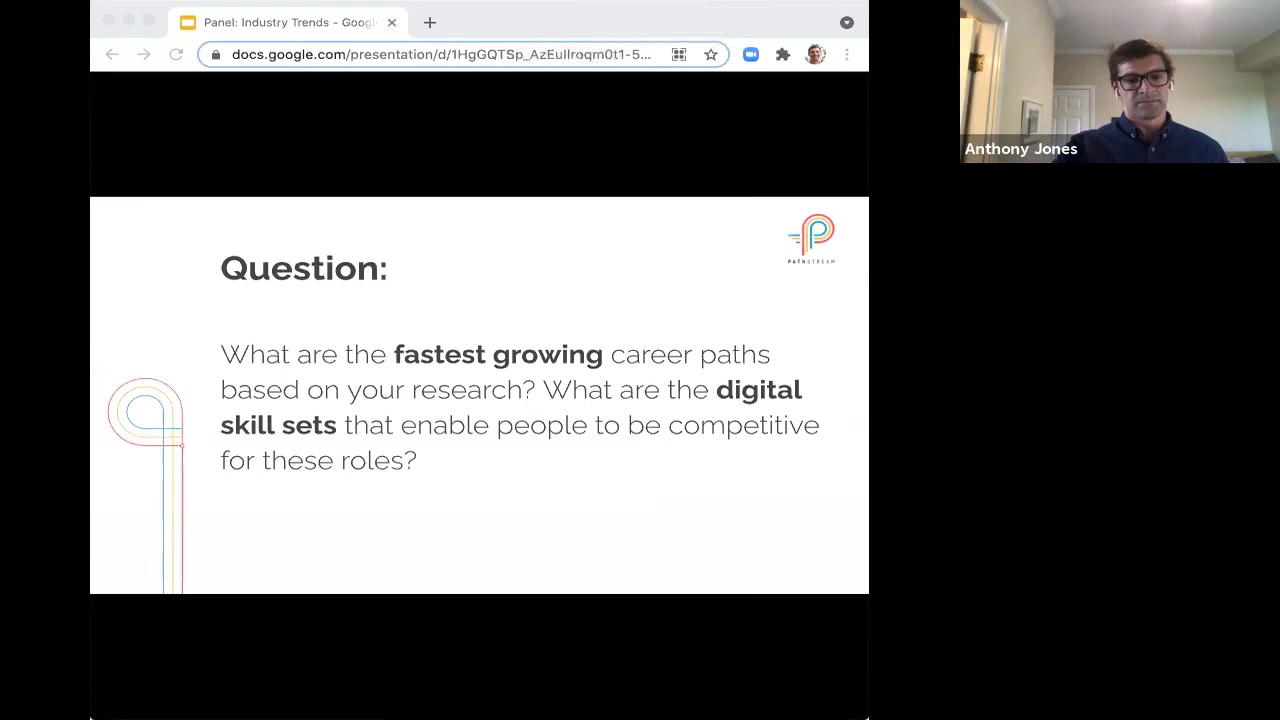 Panel: Industry Trends - Google
docs.google.com/presentation/d/1HgGQTSp_AzEuIlroqm0t1-5...
Anthony Jones
PATHSTREAM
Question:
What are the fastest growing career paths
based on your research? What are the digital
skill sets that enable people to be competitive
for these roles?